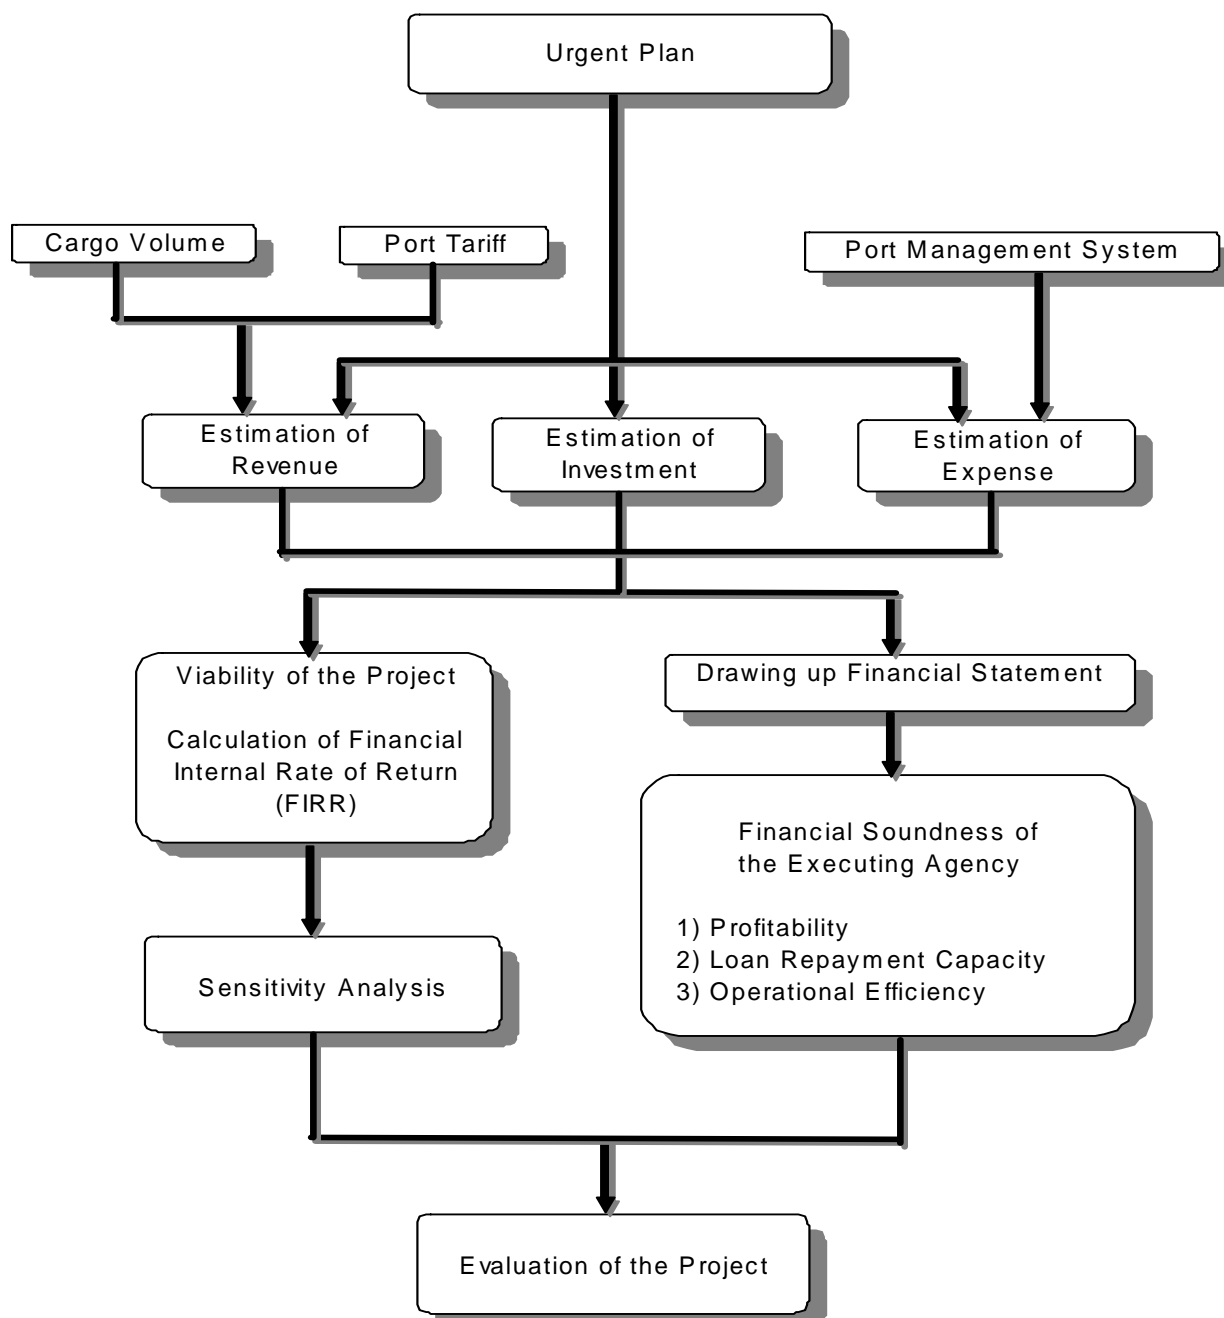 Urgent Plan
Cargo Volume
Port Tariff
Port Management System
Estimation of
Revenue
Estimation of
Investment
Estimation of
Expense
Viability of the Project
Calculation of Financial
Internal Rate of Return
(FIRR)
Drawing up Financial Statement
Financial Soundness of
the Executing Agency
1) Profitability
2) Loan Repayment Capacity
3) Operational Efficiency
Sensitivity Analysis
Evaluation of the Project